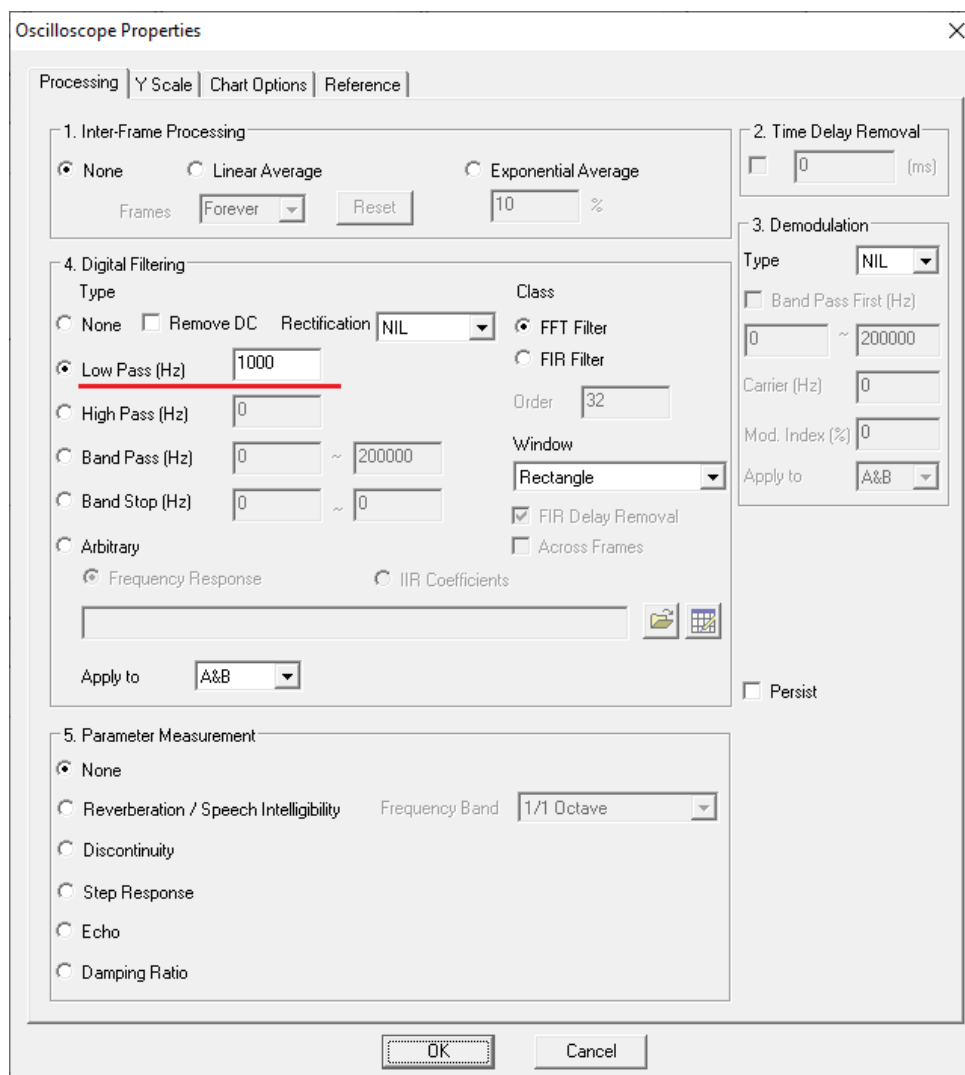 Oscilloscope Properties
Processing Y Scale Chart Options Reference
1. Inter-Frame Processing
None Linear Average Exponential Average
Frames Forever Reset 10 %
2. Time Delay Removal
0 (ms)
3. Demodulation
Type NIL
Band Pass First (Hz)
0 ~ 200000
Carrier (Hz) 0
Mod. Index (%) 0
Apply to A&B
4. Digital Filtering
Type
None Remove DC Rectification NIL
Low Pass (Hz) 1000
High Pass (Hz) 0
Band Pass (Hz) 0 ~ 200000
Band Stop (Hz) 0 ~ 0
Arbitrary
Frequency Response IIR Coefficients
Apply to A&B
Class
FFT Filter
FIR Filter
Order 32
Window
Rectangle
FIR Delay Removal
Across Frames
Persist
5. Parameter Measurement
None
Reverberation / Speech Intelligibility Frequency Band 1/1 Octave
Discontinuity
Step Response
Echo
Damping Ratio
OK Cancel